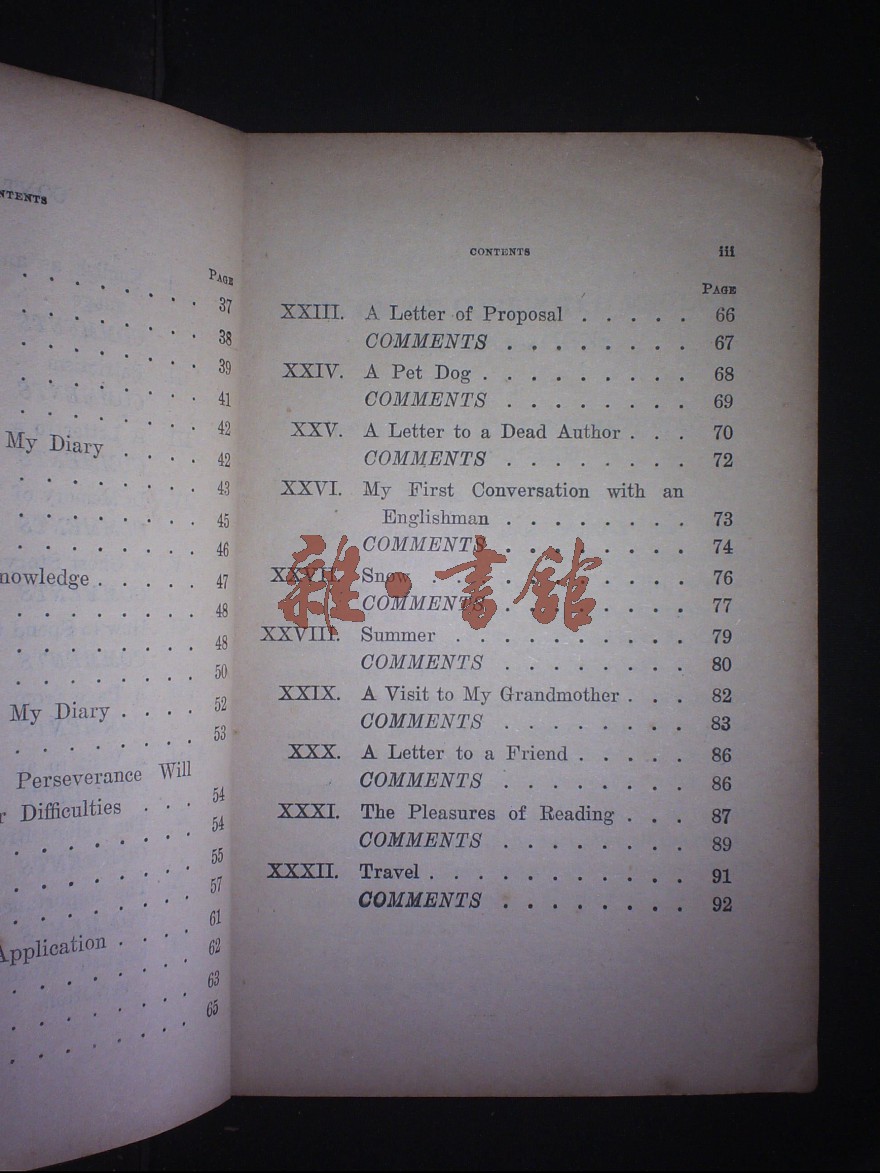 CONTENTS
PAGE
. . . . . . . . 37
. . . . . . . . 38
. . . . . . . . 39
. . . . . . . . 41
. . . . 42
My Diary . . . . 42
. . . . . . . . 43
. . . . . . . . 45
. . . . . . . . 46
. . . . 47
. . . . . . . . 48
. . . . . . . . 48
. . . . . . . . 50
My Diary . . . . 52
. . . . . . . . 53
Perseverance Will
Difficulties . . . 54
. . . . . . . . 54
. . . . . . . . 55
. . . . . . . . 57
. . . . . . . . 61
Application . . . . 62
. . . . . . . . 63
. . . . . . . . 65
CONTENTS iii
PAGE
XXIII. A Letter of Proposal . . . . . 66
COMMENTS . . . . . . . . 67
XXIV. A Pet Dog . . . . . . . . 68
COMMENTS . . . . . . . . 69
XXV. A Letter to a Dead Author . . . 70
COMMENTS . . . . . . . . 72
XXVI. My First Conversation with an
Englishman . . . . . . . . 73
COMMENTS . . . . . . . . 74
XXVII. Snow . . . . . . . . . . 76
COMMENTS . . . . . . . . 77
XXVIII. Summer . . . . . . . . . 79
COMMENTS . . . . . . . . 80
XXIX. A Visit to My Grandmother . . . 82
COMMENTS . . . . . . . . 83
XXX. A Letter to a Friend . . . . . 86
COMMENTS . . . . . . . . 86
XXXI. The Pleasures of Reading . . . 87
COMMENTS . . . . . . . . 89
XXXII. Travel . . . . . . . . . . 91
COMMENTS . . . . . . . . 92
雜·書館